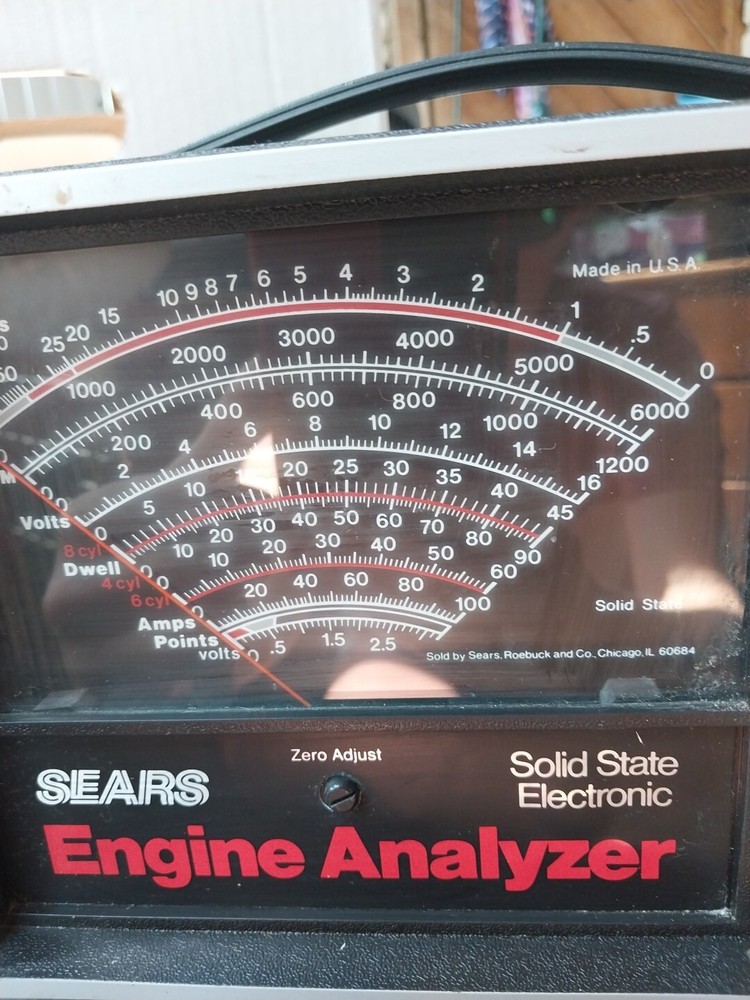 Made in U.S.A.
50 25 20 15 10 9 8 7 6 5 4 3 2 1 .5 0
1000 2000 3000 4000 5000 6000
200 400 600 800 1000 1200
Volts 0 2 4 6 8 10 12 14 16
8 cyl 0 5 10 20 25 30 35 40 45
Dwell
4 cyl 0 10 20 30 40 50 60 70 80 90
6 cyl 0 10 20 30 40 50 60
Amps 0 20 40 60 80 100
Points
volts 0 .5 1.5 2.5
Solid State
Sold by Sears, Roebuck and Co., Chicago, IL 60684
Zero Adjust
SEARS
Solid State
Electronic
Engine Analyzer